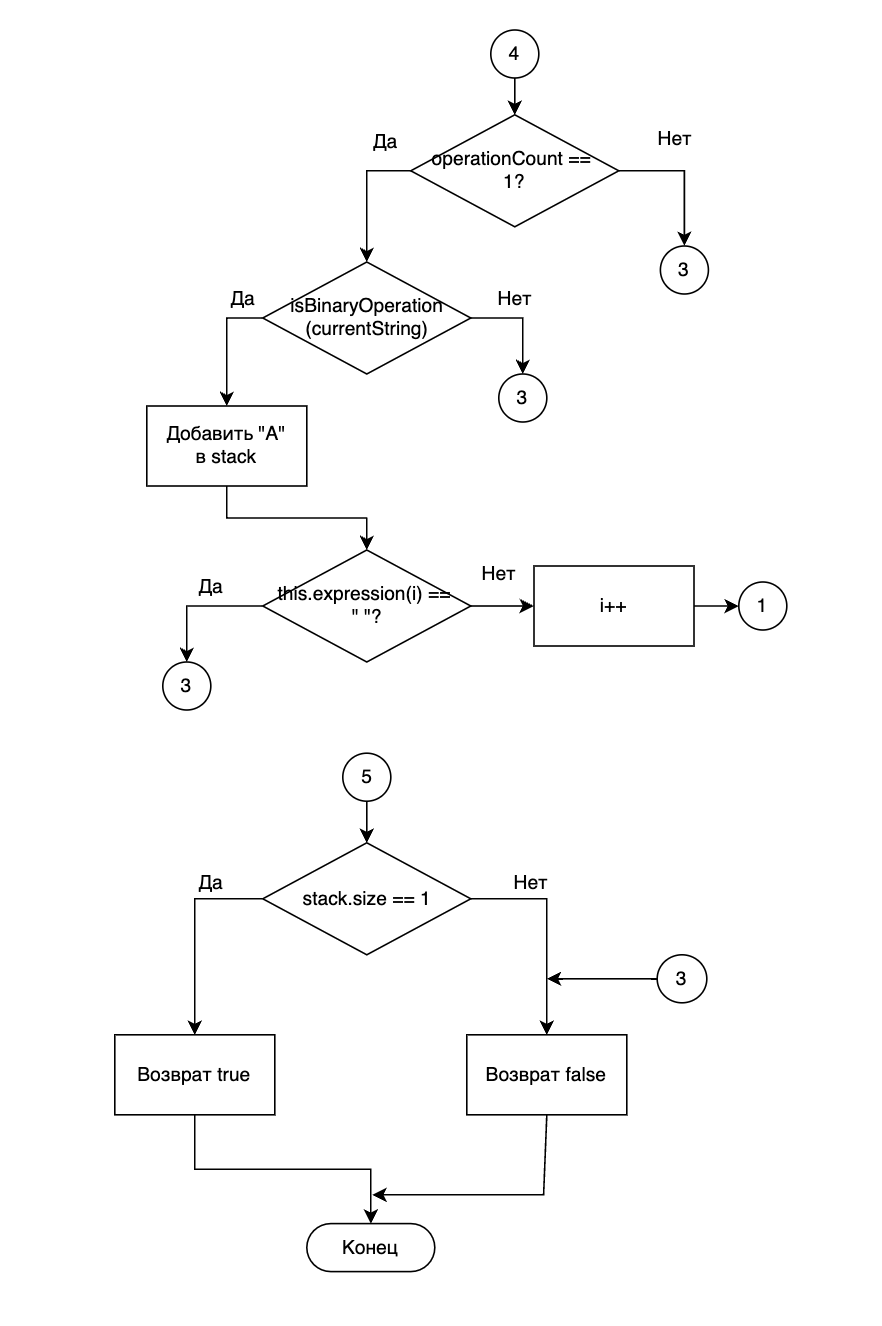 4
Да
Нет
operationCount ==
1?
3
Да
Нет
isBinaryOperation
(currentString)
3
Добавить "A"
в stack
Да
Нет
this.expression(i) ==
" "?
i++
1
3
5
Да
Нет
stack.size == 1
3
Возврат true
Возврат false
Конец